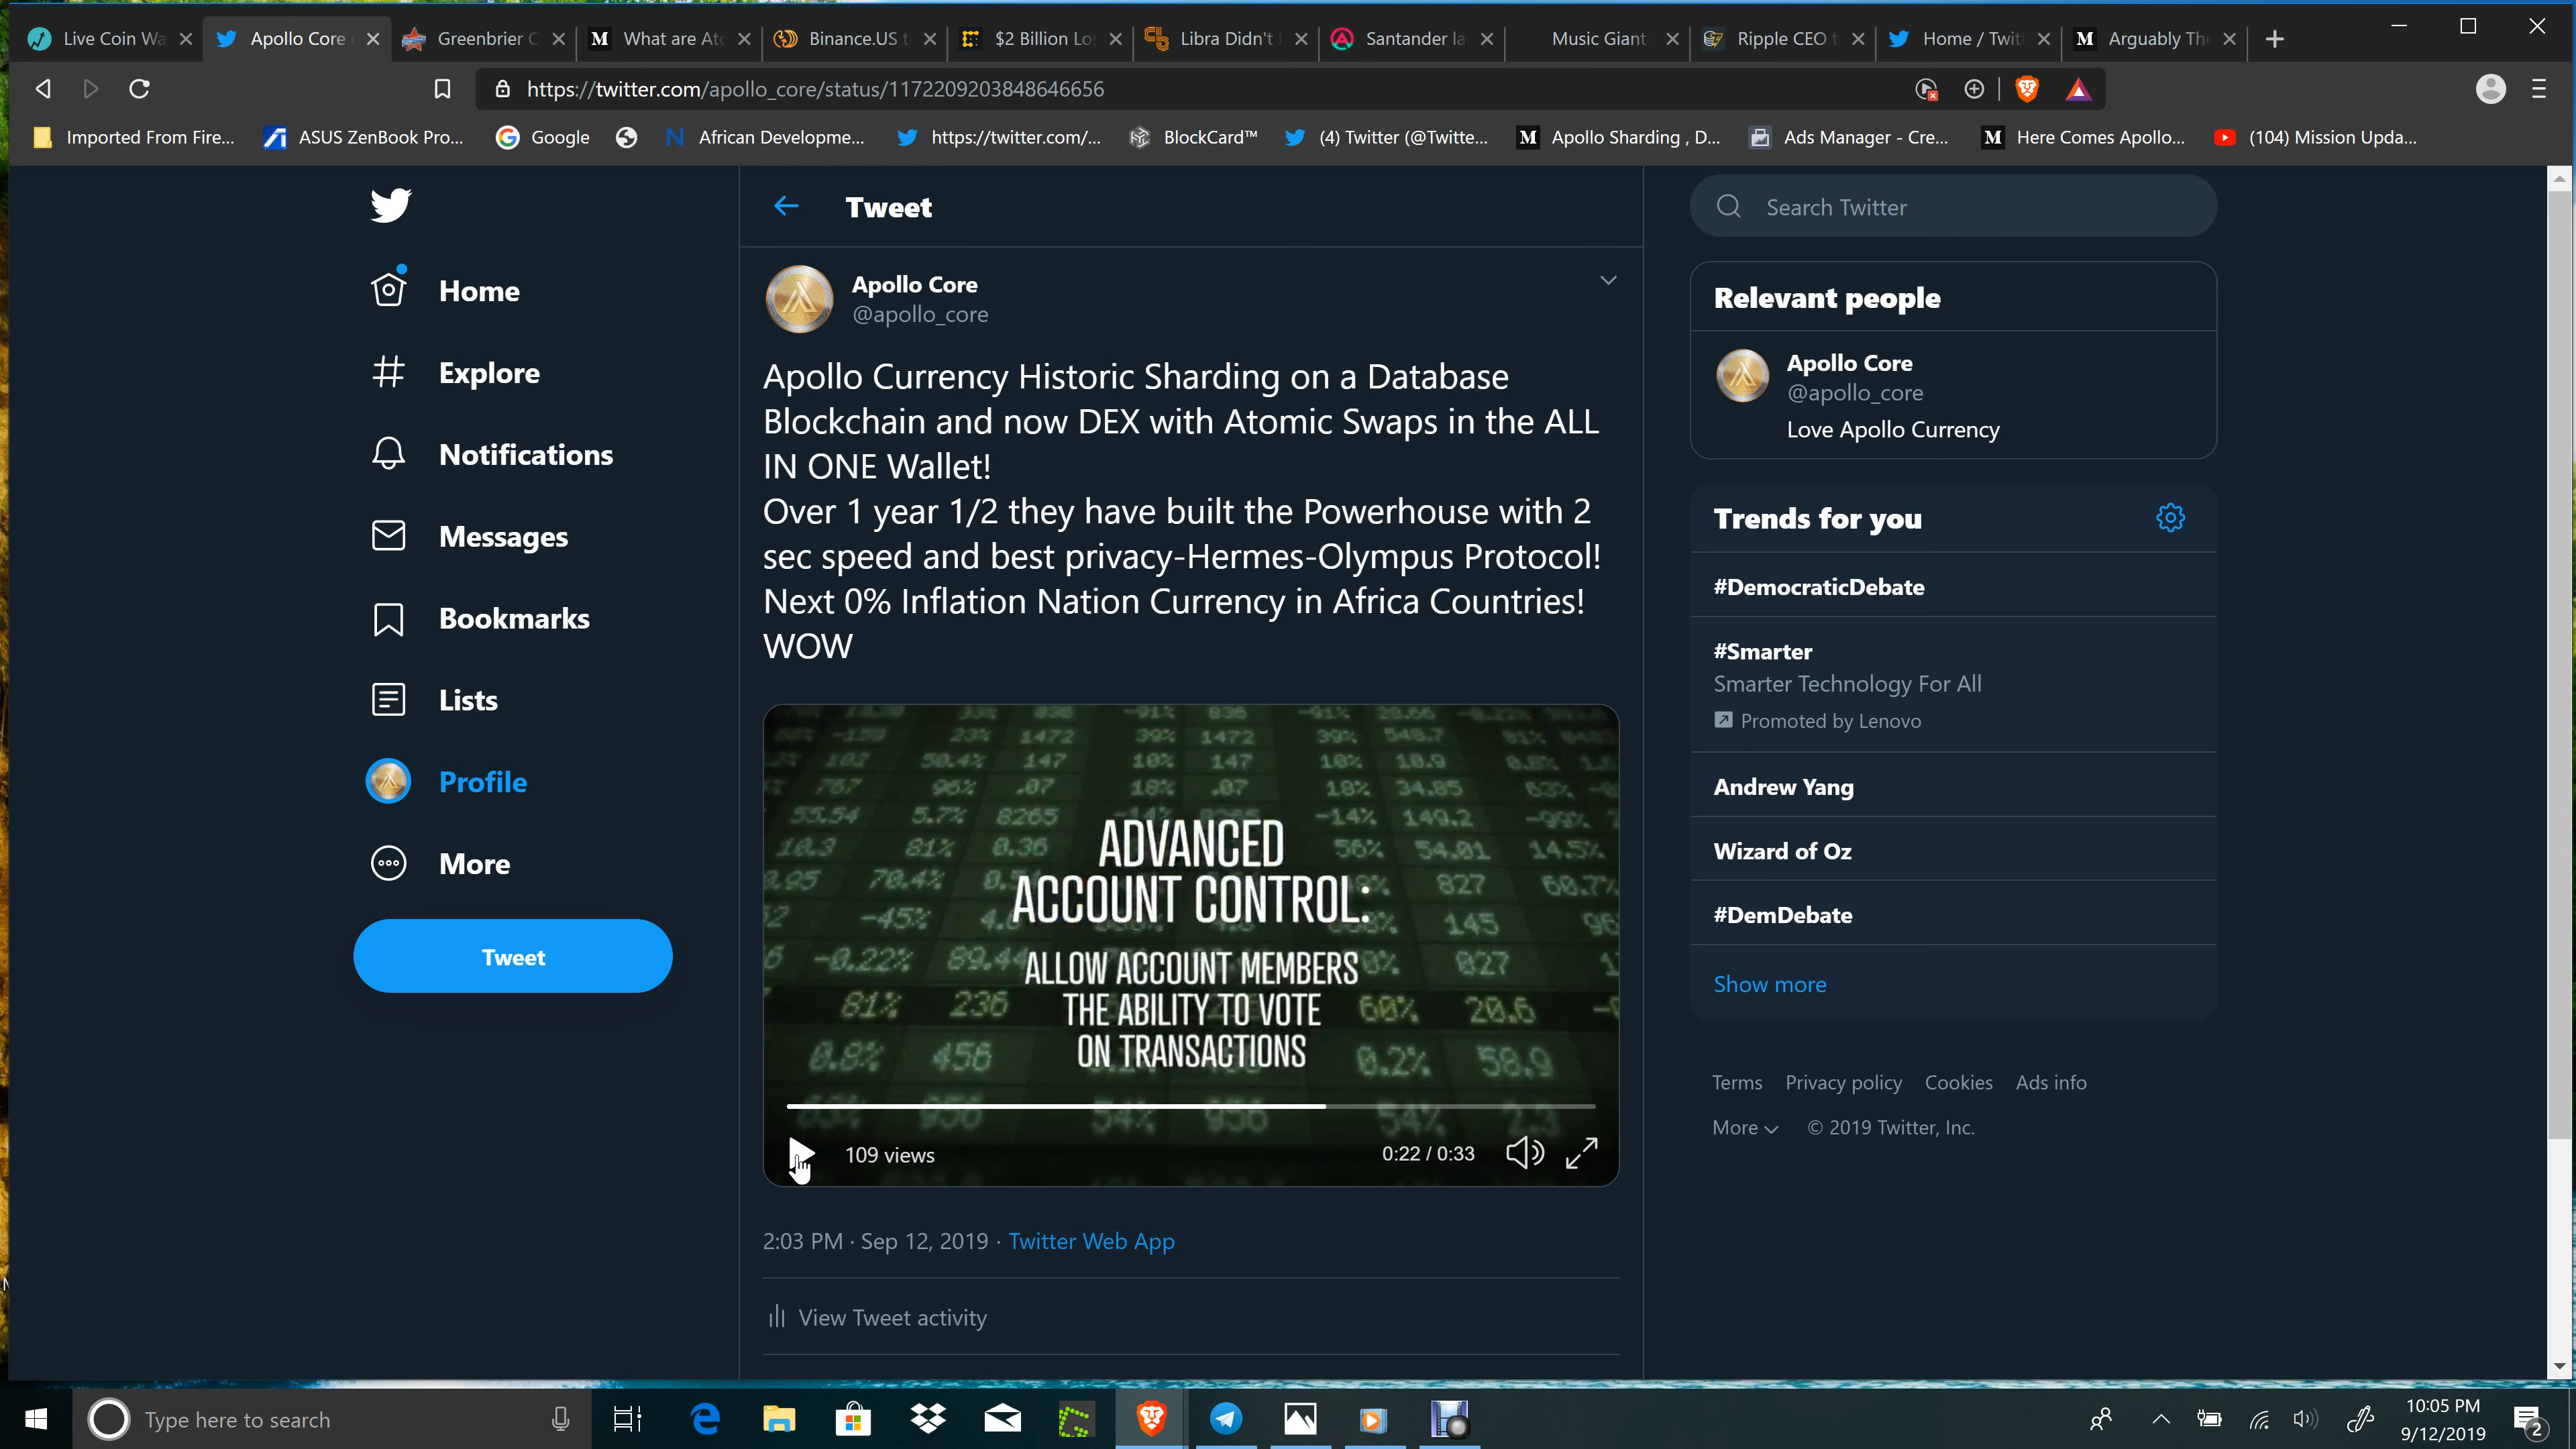 Live Coin Wa
Apollo Core
Greenbrier C
What are Ato
Binance.US t
$2 Billion Lo
Libra Didn't
Santander la
Music Giant
Ripple CEO t
Home / Twit
Arguably The
https://twitter.com/apollo_core/status/1172209203848646656
Imported From Fire...
ASUS ZenBook Pro...
Google
African Developme...
https://twitter.com/...
BlockCard™
(4) Twitter (@Twitte...
Apollo Sharding , D...
Ads Manager - Cre...
Here Comes Apollo...
(104) Mission Upda...
Home
Explore
Notifications
Messages
Bookmarks
Lists
Profile
More
Tweet
Tweet
Apollo Core
@apollo_core
Apollo Currency Historic Sharding on a Database
Blockchain and now DEX with Atomic Swaps in the ALL
IN ONE Wallet!
Over 1 year 1/2 they have built the Powerhouse with 2
sec speed and best privacy-Hermes-Olympus Protocol!
Next 0% Inflation Nation Currency in Africa Countries!
WOW
ADVANCED
ACCOUNT CONTROL:
ALLOW ACCOUNT MEMBERS
THE ABILITY TO VOTE
ON TRANSACTIONS
109 views
0:22 / 0:33
2:03 PM · Sep 12, 2019 · Twitter Web App
View Tweet activity
Search Twitter
Relevant people
Apollo Core
@apollo_core
Love Apollo Currency
Trends for you
#DemocraticDebate
#Smarter
Smarter Technology For All
Promoted by Lenovo
Andrew Yang
Wizard of Oz
#DemDebate
Show more
Terms Privacy policy Cookies Ads info
More © 2019 Twitter, Inc.
Type here to search
10:05 PM
9/12/2019
2